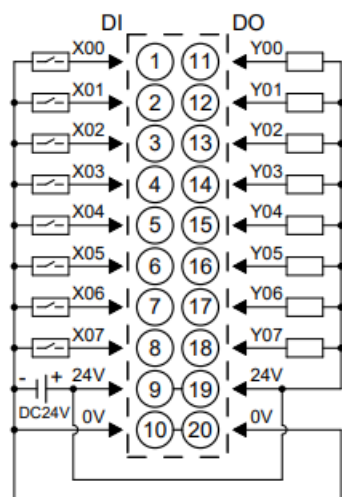 DI DO
X00 1 11 Y00
X01 2 12 Y01
X02 3 13 Y02
X03 4 14 Y03
X04 5 15 Y04
X05 6 16 Y05
X06 7 17 Y06
X07 8 18 Y07
- + 24V 9 19 24V
DC24V 0V 10 20 0V